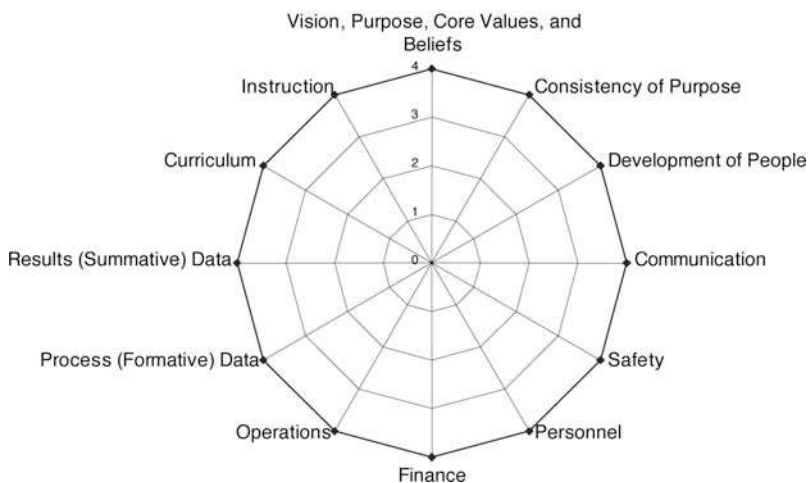 Vision, Purpose, Core Values, and
Beliefs
4
Instruction
Consistency of Purpose
3
Curriculum
Development of People
2
1
Results (Summative) Data
0
Communication
Process (Formative) Data
Safety
Operations
Personnel
Finance